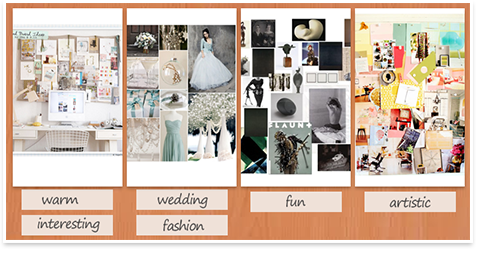 warm
interesting
wedding
fashion
fun
artistic